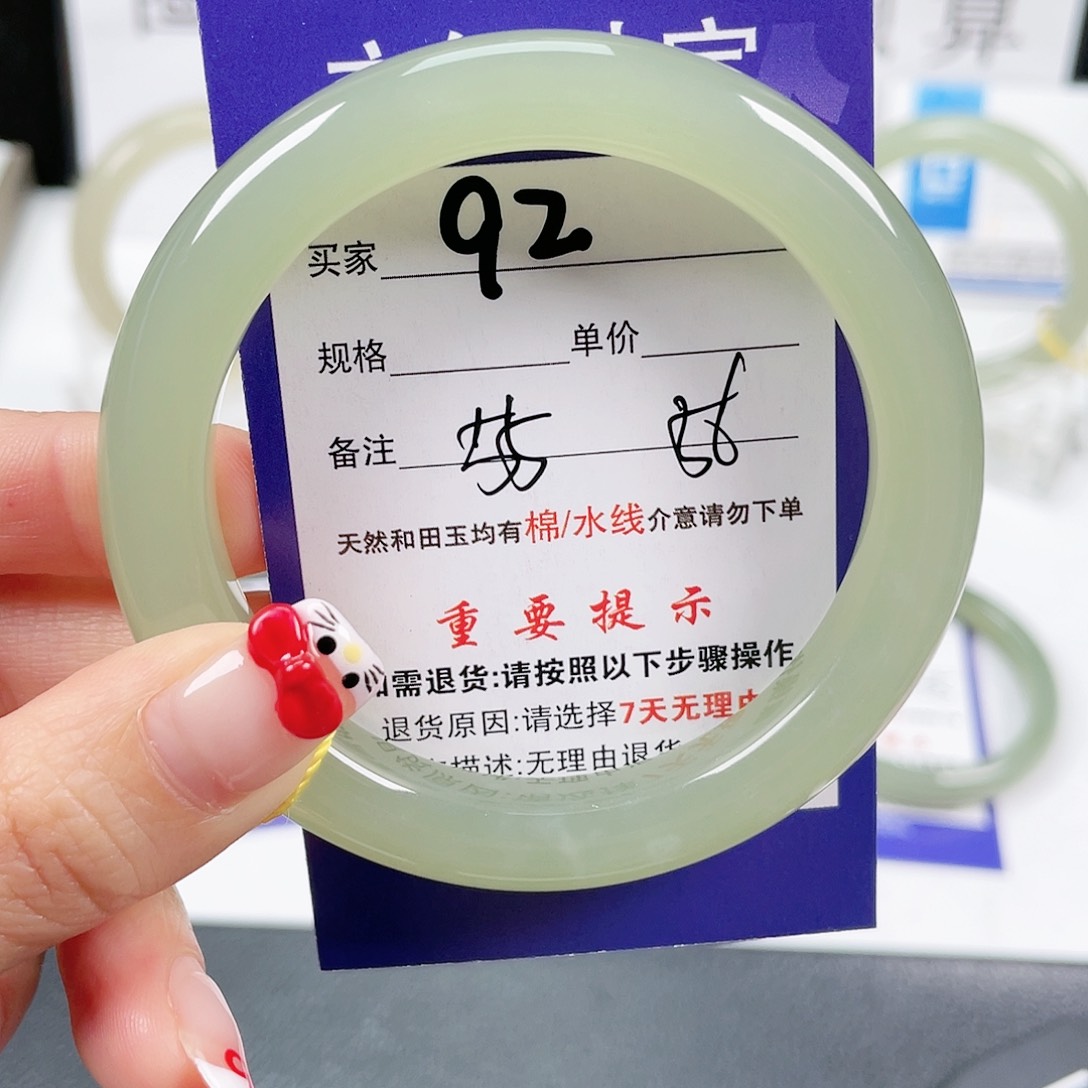 买家 92
规格 单价
备注
天然和田玉均有棉/水线介意请勿下单
重要提示
需退货:请按照以下步骤操作
退货原因:请选择7天无理由
描述:无理由退货